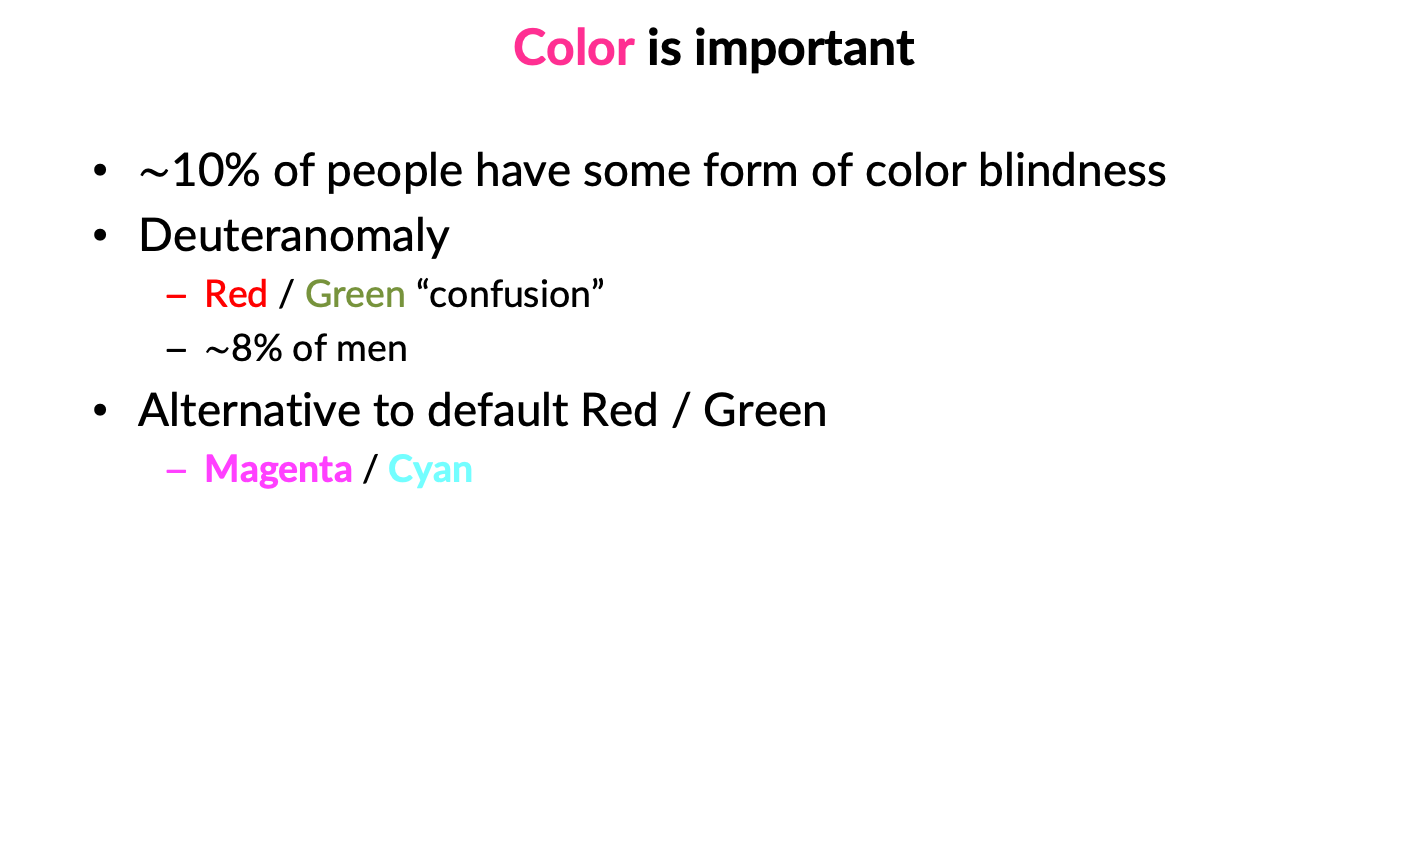 Color is important
• ~10% of people have some form of color blindness
• Deuteranomaly
– Red / Green “confusion”
– ~8% of men
• Alternative to default Red / Green
– Magenta / Cyan